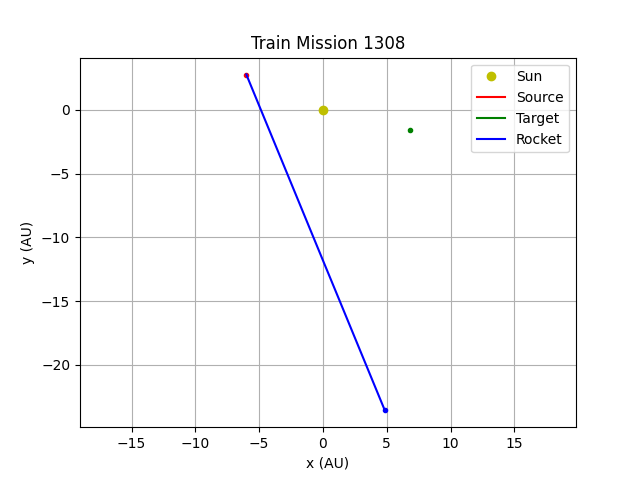 Train Mission 1308
Sun
Source
Target
Rocket
0
−5
−10
−15
−20
y (AU)
−15 −10 −5 0 5 10 15
x (AU)